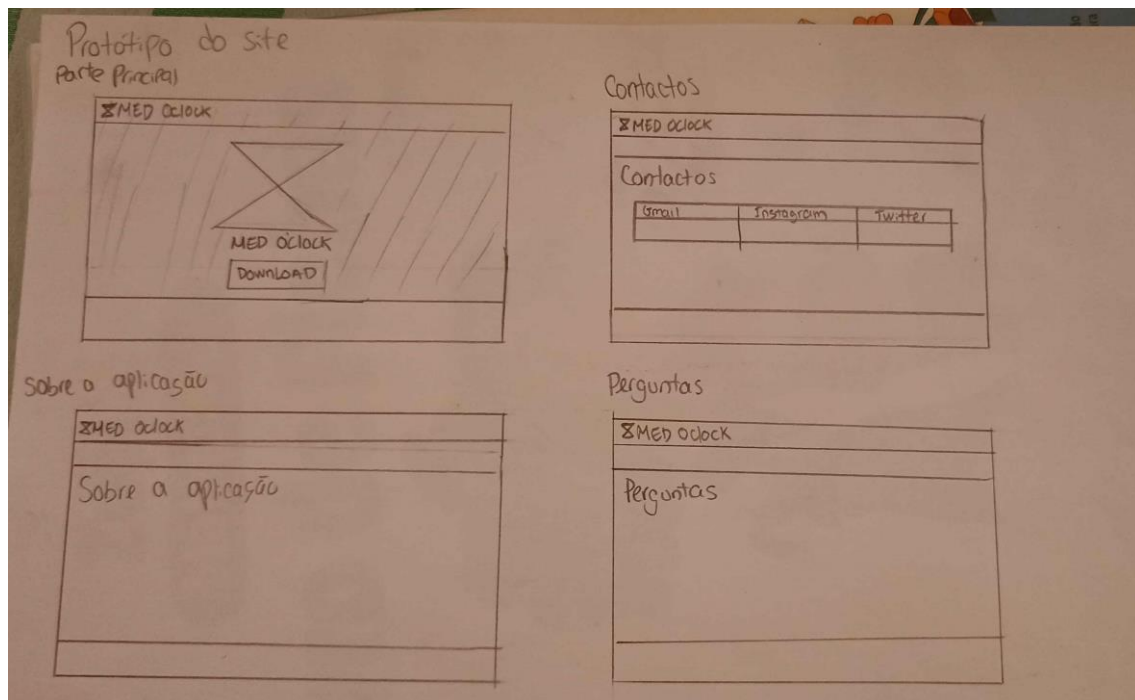 Protótipo do site
Parte Principal
MED OClOCK
MED O'ClOCK
DOWNLOAD
Contactos
MED OClOCK
Contactos
Gmail Instagram Twitter
Sobre a aplicação
MED OClOCK
Sobre a aplicação
Perguntas
MED OClOCK
Perguntas